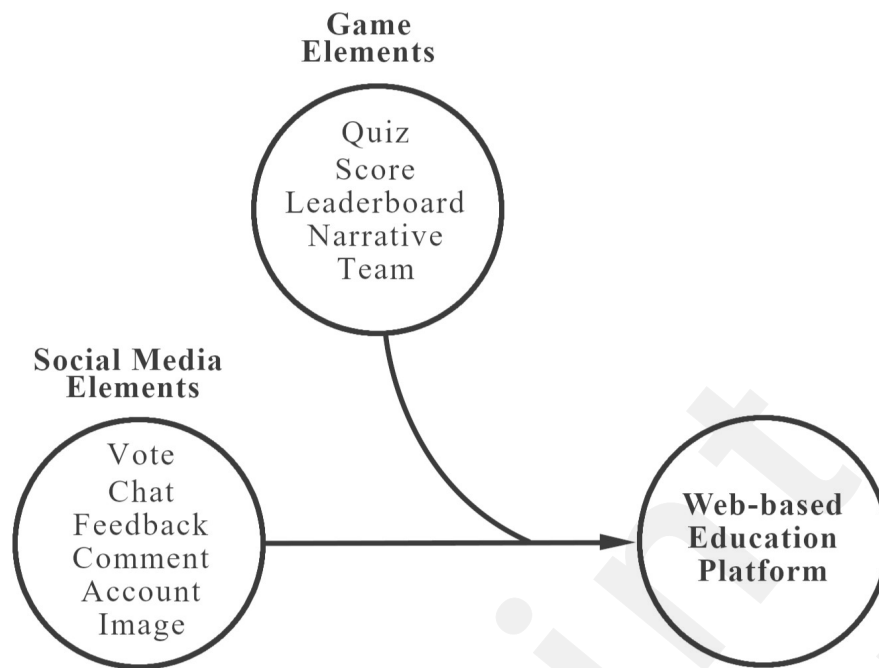 Game
Elements
Quiz
Score
Leaderboard
Narrative
Team
Social Media
Elements
Vote
Chat
Feedback
Comment
Account
Image
Web-based
Education
Platform